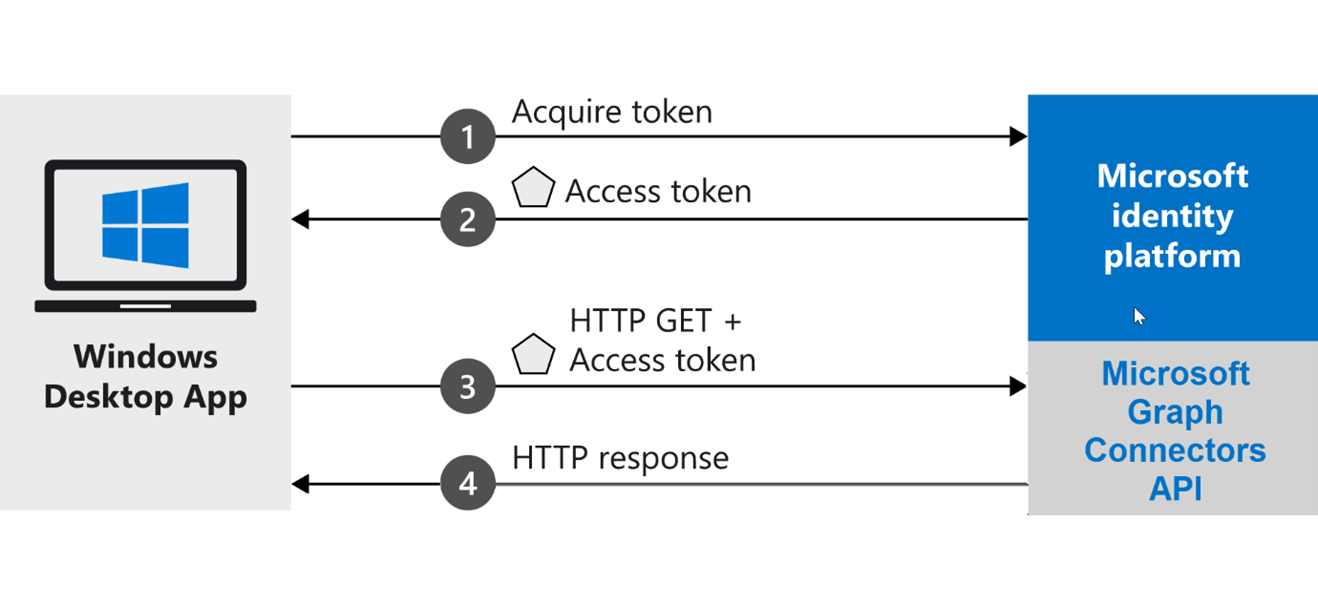 1
Acquire token
2
Access token
HTTP GET +
3
Access token
HTTP response
4
Windows
Desktop App
Microsoft
identity
platform
Microsoft
Graph
Connectors
API